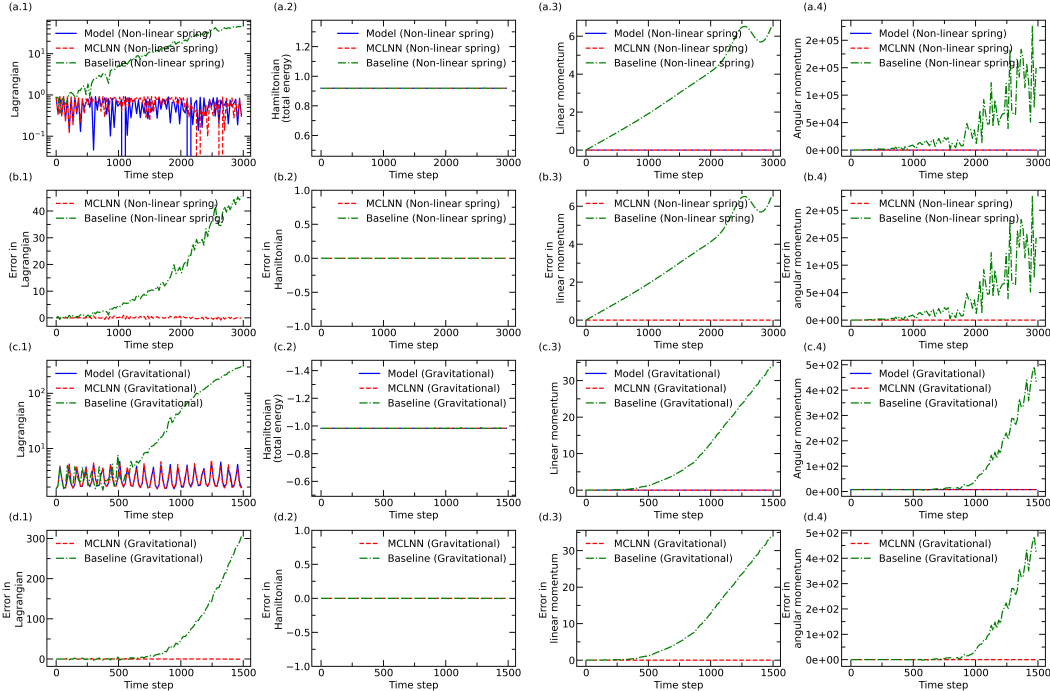 (a.1)
Lagrangian
10^1
10^0
10^-1
Model (Non-linear spring)
MCLNN (Non-linear spring)
Baseline (Non-linear spring)
0 1000 2000 3000
Time step
(a.2)
Hamiltonian
(total energy)
1.2
1.0
0.8
0.6
Model (Non-linear spring)
MCLNN (Non-linear spring)
Baseline (Non-linear spring)
0 1000 2000 3000
Time step
(a.3)
Linear momentum
6
4
2
0
Model (Non-linear spring)
MCLNN (Non-linear spring)
Baseline (Non-linear spring)
0 1000 2000 3000
Time step
(a.4)
Angular momentum
2e+05
2e+05
1e+05
5e+04
0e+00
Model (Non-linear spring)
MCLNN (Non-linear spring)
Baseline (Non-linear spring)
0 1000 2000 3000
Time step
(b.1)
Error in
Lagrangian
40
30
20
10
0
MCLNN (Non-linear spring)
Baseline (Non-linear spring)
0 1000 2000 3000
Time step
(b.2)
Error in
Hamiltonian
1.0
0.5
0.0
−0.5
−1.0
MCLNN (Non-linear spring)
Baseline (Non-linear spring)
0 1000 2000 3000
Time step
(b.3)
Error in
linear momentum
6
4
2
0
MCLNN (Non-linear spring)
Baseline (Non-linear spring)
0 1000 2000 3000
Time step
(b.4)
Error in
angular momentum
2e+05
2e+05
1e+05
5e+04
0e+00
MCLNN (Non-linear spring)
Baseline (Non-linear spring)
0 1000 2000 3000
Time step
(c.1)
Lagrangian
10^2
10^1
Model (Gravitational)
MCLNN (Gravitational)
Baseline (Gravitational)
0 500 1000 1500
Time step
(c.2)
Hamiltonian
(total energy)
−1.4
−1.2
−1.0
−0.8
−0.6
Model (Gravitational)
MCLNN (Gravitational)
Baseline (Gravitational)
0 500 1000 1500
Time step
(c.3)
Linear momentum
30
20
10
0
Model (Gravitational)
MCLNN (Gravitational)
Baseline (Gravitational)
0 500 1000 1500
Time step
(c.4)
Angular momentum
5e+02
4e+02
3e+02
2e+02
1e+02
0e+00
Model (Gravitational)
MCLNN (Gravitational)
Baseline (Gravitational)
0 500 1000 1500
Time step
(d.1)
Error in
Lagrangian
300
200
100
0
MCLNN (Gravitational)
Baseline (Gravitational)
0 500 1000 1500
Time step
(d.2)
Error in
Hamiltonian
1.0
0.5
0.0
−0.5
−1.0
MCLNN (Gravitational)
Baseline (Gravitational)
0 500 1000 1500
Time step
(d.3)
Error in
linear momentum
30
20
10
0
MCLNN (Gravitational)
Baseline (Gravitational)
0 500 1000 1500
Time step
(d.4)
Error in
angular momentum
5e+02
4e+02
3e+02
2e+02
1e+02
0e+00
MCLNN (Gravitational)
Baseline (Gravitational)
0 500 1000 1500
Time step